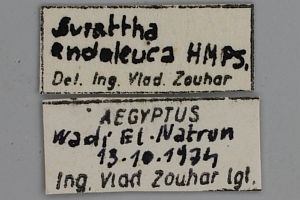 Surattha
endoleuca HMPS.
Det. Ing. Vlad. Zouhar
AEGYPTUS
Wadi El-Natrun
13.10.1974
Ing. Vlad Zouhar lgt.